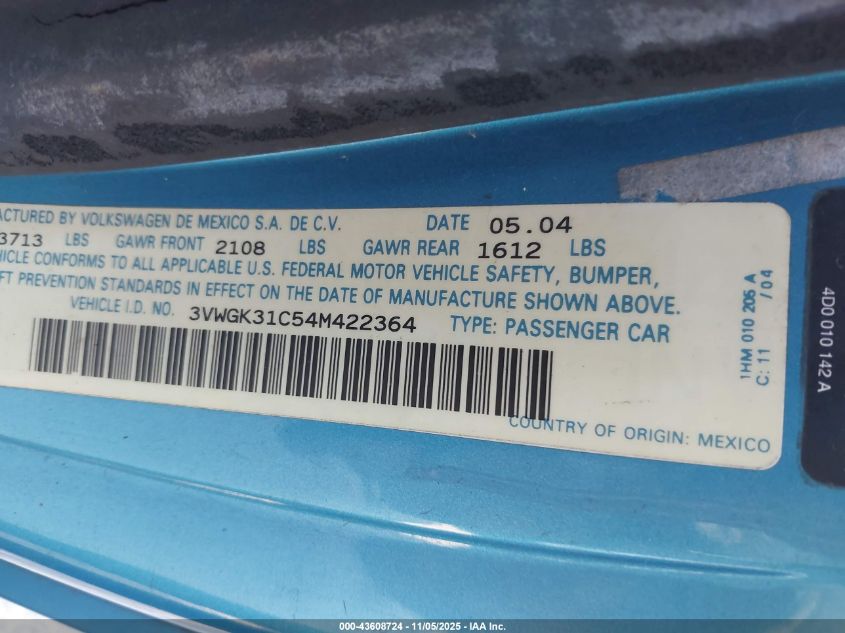 ACTURED BY VOLKSWAGEN DE MEXICO S.A. DE C.V. DATE 05.04
3713 LBS GAWR FRONT 2108 LBS GAWR REAR 1612 LBS
HICLE CONFORMS TO ALL APPLICABLE U.S. FEDERAL MOTOR VEHICLE SAFETY, BUMPER,
FT PREVENTION STANDARDS IN EFFECT ON THE DATE OF MANUFACTURE SHOWN ABOVE.
VEHICLE I.D. NO. 3VWGK31C54M422364 TYPE: PASSENGER CAR
COUNTRY OF ORIGIN: MEXICO
1HM 010 206 A
C: 11 / 04
4D0 010 142 A
000-43608724 - 11/05/2025 - IAA Inc.